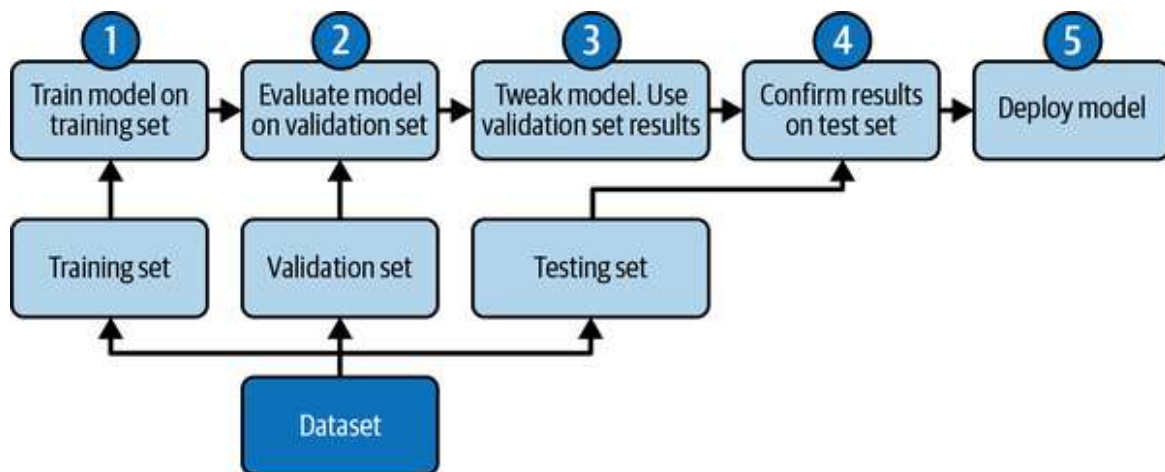 1
Train model on
training set
2
Evaluate model
on validation set
3
Tweak model. Use
validation set results
4
Confirm results
on test set
5
Deploy model
Training set
Validation set
Testing set
Dataset